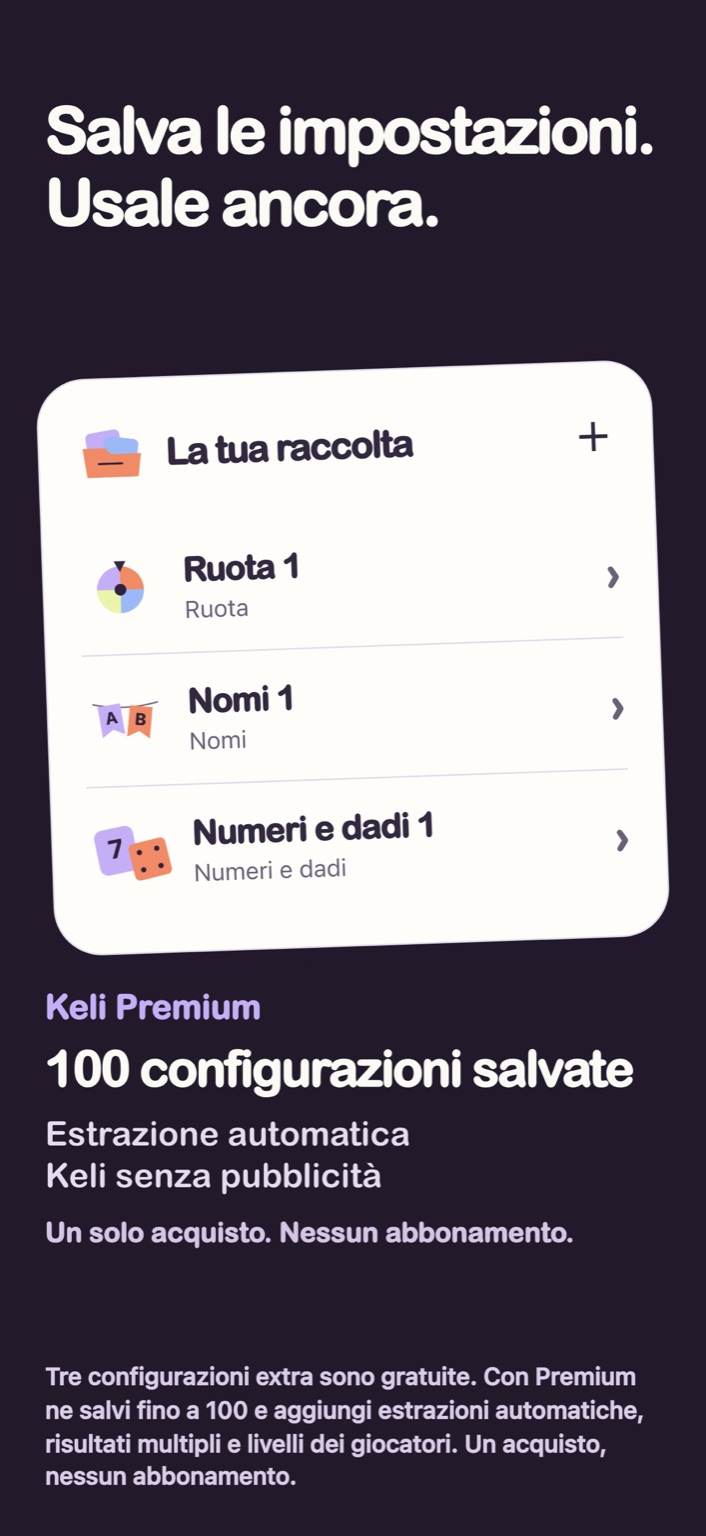 Salva le impostazioni.
Usale ancora.
La tua raccolta
Ruota 1
Ruota
A B
Nomi 1
Nomi
7
Numeri e dadi 1
Numeri e dadi
Keli Premium
100 configurazioni salvate
Estrazione automatica
Keli senza pubblicità
Un solo acquisto. Nessun abbonamento.
Tre configurazioni extra sono gratuite. Con Premium
ne salvi fino a 100 e aggiungi estrazioni automatiche,
risultati multipli e livelli dei giocatori. Un acquisto,
nessun abbonamento.